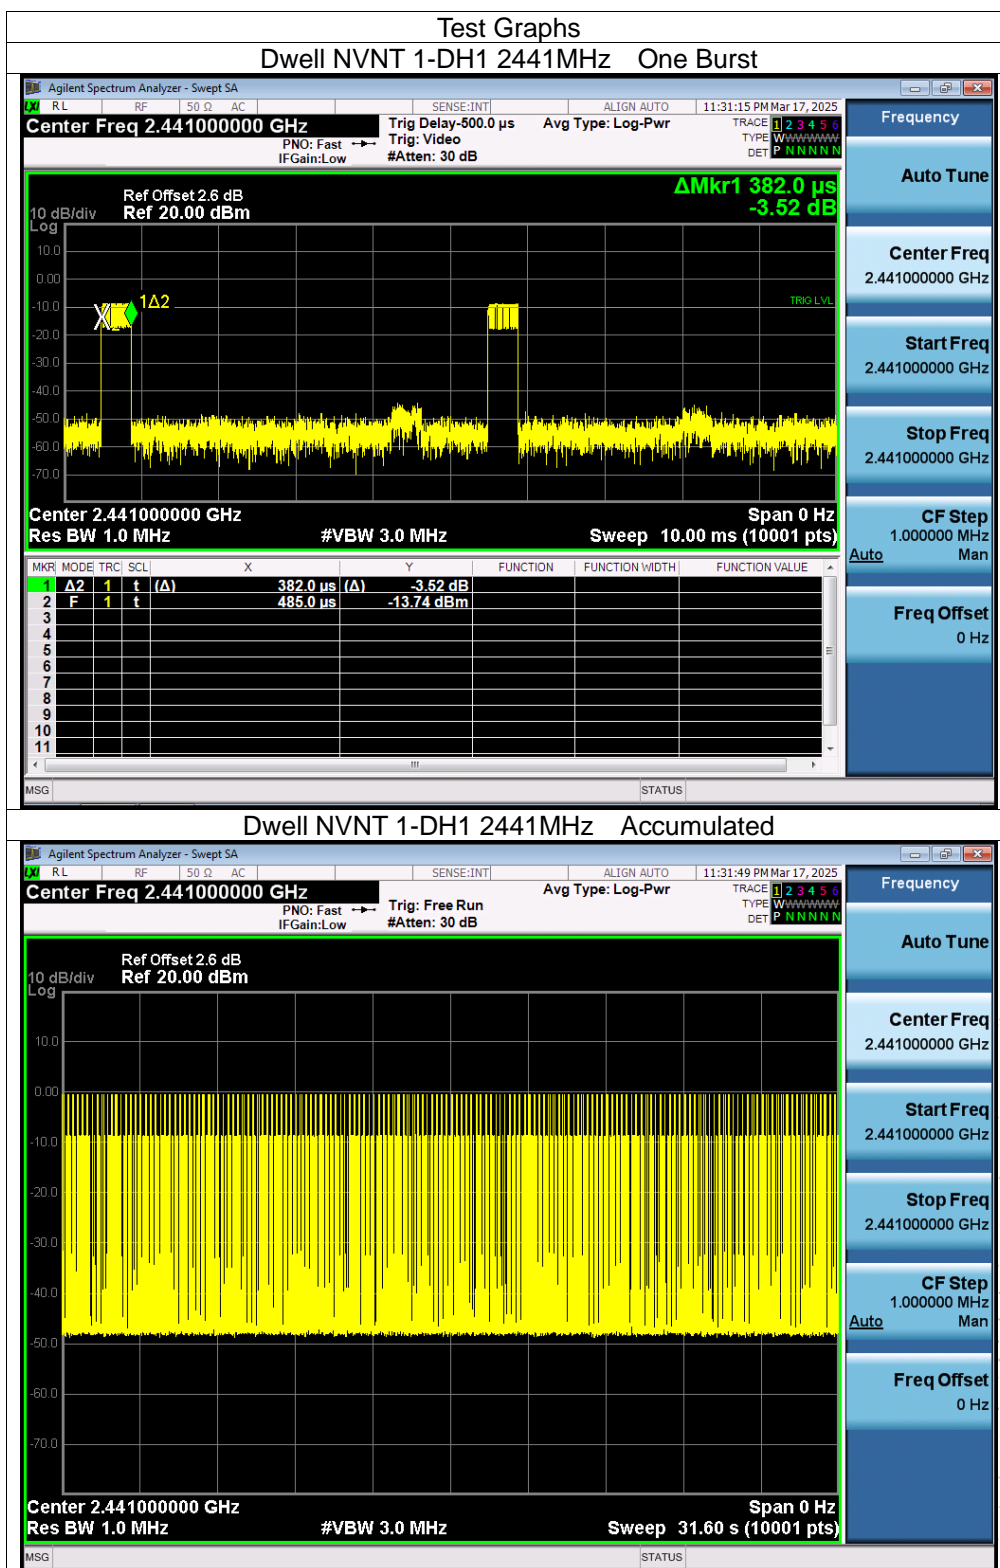 Test Graphs
Dwell NVNT 1-DH1 2441MHz One Burst
Agilent Spectrum Analyzer - Swept SA
LXI RL RF 50 Ω AC SENSE:INT ALIGN AUTO 11:31:15 PM Mar 17, 2025
Center Freq 2.441000000 GHz Trig Delay-500.0 µs Avg Type: Log-Pwr TRACE 1 2 3 4 5 6
PNO: Fast Trig: Video TYPE WWWWWW
IFGain:Low #Atten: 30 dB DET P N N N N N
Frequency
ΔMkr1 382.0 µs
-3.52 dB
Ref Offset 2.6 dB
10 dB/div Ref 20.00 dBm
Log
10.0
0.00
-10.0
-20.0
-30.0
-40.0
-50.0
-60.0
-70.0
1Δ2
TRIG LVL
Center 2.441000000 GHz Span 0 Hz
Res BW 1.0 MHz #VBW 3.0 MHz Sweep 10.00 ms (10001 pts)
MKR MODE TRC SCL X Y FUNCTION FUNCTION WIDTH FUNCTION VALUE
1 Δ2 1 t (Δ) 382.0 µs (Δ) -3.52 dB
2 F 1 t 485.0 µs -13.74 dBm
3
4
5
6
7
8
9
10
11
MSG STATUS
Auto Tune
Center Freq
2.441000000 GHz
Start Freq
2.441000000 GHz
Stop Freq
2.441000000 GHz
CF Step
1.000000 MHz
Auto Man
Freq Offset
0 Hz
Dwell NVNT 1-DH1 2441MHz Accumulated
Agilent Spectrum Analyzer - Swept SA
LXI RL RF 50 Ω AC SENSE:INT ALIGN AUTO 11:31:49 PM Mar 17, 2025
Center Freq 2.441000000 GHz Avg Type: Log-Pwr TRACE 1 2 3 4 5 6
PNO: Fast Trig: Free Run TYPE WWWWWW
IFGain:Low #Atten: 30 dB DET P N N N N N
Frequency
Ref Offset 2.6 dB
10 dB/div Ref 20.00 dBm
Log
10.0
0.00
-10.0
-20.0
-30.0
-40.0
-50.0
-60.0
-70.0
Center 2.441000000 GHz Span 0 Hz
Res BW 1.0 MHz #VBW 3.0 MHz Sweep 31.60 s (10001 pts)
MSG STATUS
Auto Tune
Center Freq
2.441000000 GHz
Start Freq
2.441000000 GHz
Stop Freq
2.441000000 GHz
CF Step
1.000000 MHz
Auto Man
Freq Offset
0 Hz